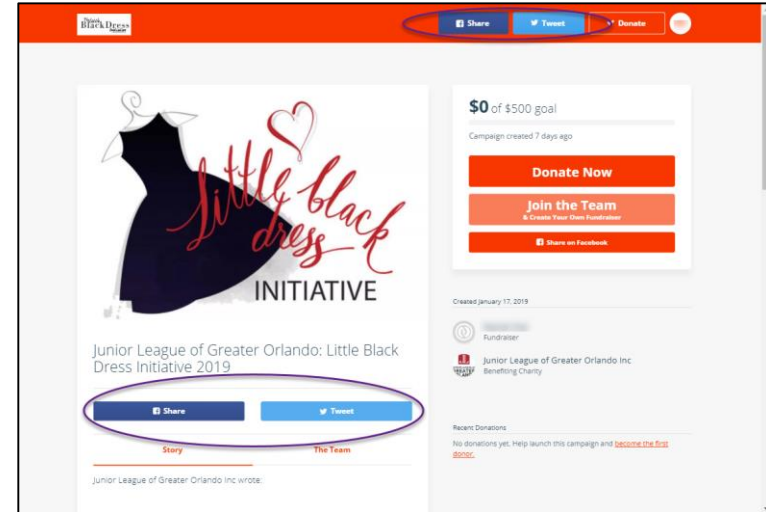 Black Dress
Share
Tweet
Donate
Little black
dress
INITIATIVE
Junior League of Greater Orlando: Little Black
Dress Initiative 2019
Share
Tweet
Story
The Team
Junior League of Greater Orlando Inc wrote:
$0 of $500 goal
Campaign created 7 days ago
Donate Now
Join the Team
& Create Your Own Fundraiser
Share on Facebook
Created January 17, 2019
Fundraiser
Junior League of Greater Orlando Inc
Benefiting Charity
Recent Donations
No donations yet. Help launch this campaign and become the first
donor.